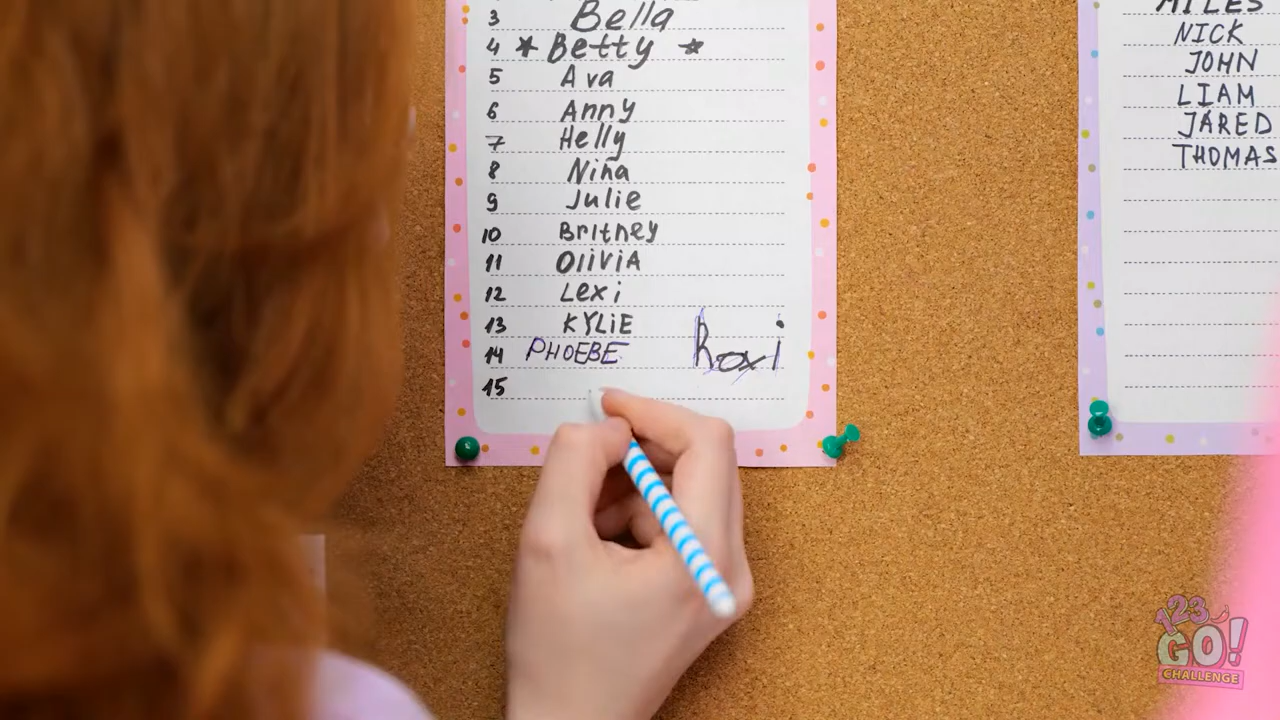 3 Bella
4 * Betty *
5 Ava
6 Anny
7 Helly
8 Nina
9 Julie
10 Britney
11 OliViA
12 Lexi
13 KYLiE
14 PHOEBE Roxi
15
MILES
NICK
JOHN
LIAM
JARED
THOMAS
123
GO!
CHALLENGE